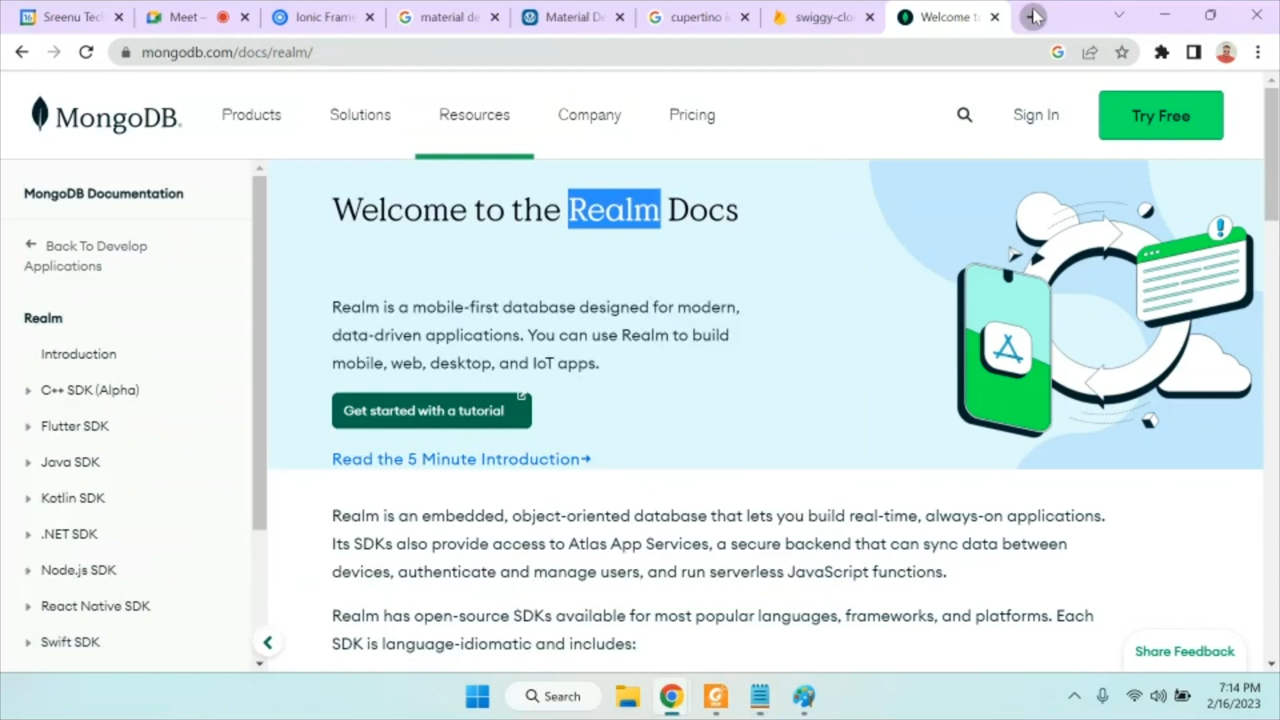 Sreenu Tec
Meet –
Ionic Fram
material de
Material De
cupertino i
swiggy-clo
Welcome to
mongodb.com/docs/realm/
MongoDB.
Products
Solutions
Resources
Company
Pricing
Sign In
Try Free
MongoDB Documentation
Back To Develop
Applications
Realm
Introduction
C++ SDK (Alpha)
Flutter SDK
Java SDK
Kotlin SDK
.NET SDK
Node.js SDK
React Native SDK
Swift SDK
Welcome to the Realm Docs
Realm is a mobile-first database designed for modern,
data-driven applications. You can use Realm to build
mobile, web, desktop, and IoT apps.
Get started with a tutorial
Read the 5 Minute Introduction
Realm is an embedded, object-oriented database that lets you build real-time, always-on applications.
Its SDKs also provide access to Atlas App Services, a secure backend that can sync data between
devices, authenticate and manage users, and run serverless JavaScript functions.
Realm has open-source SDKs available for most popular languages, frameworks, and platforms. Each
SDK is language-idiomatic and includes:
Share Feedback
Search
7:14 PM
2/16/2023